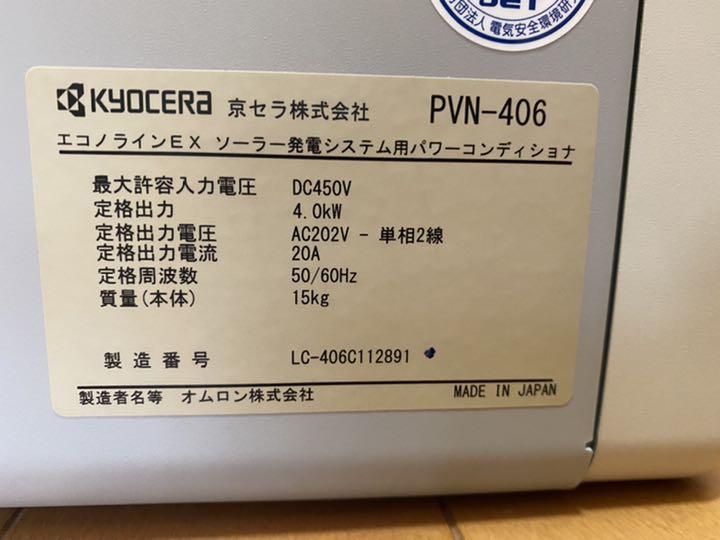 JET
財団法人 電気安全環境研
KYOCERA 京セラ株式会社 PVN-406
エコノラインEX ソーラー発電システム用パワーコンディショナ
最大許容入力電圧 DC450V
定格出力 4.0kW
定格出力電圧 AC202V - 単相2線
定格出力電流 20A
定格周波数 50/60Hz
質量(本体) 15kg
製造番号 LC-406C112891
製造者名等 オムロン株式会社 MADE IN JAPAN